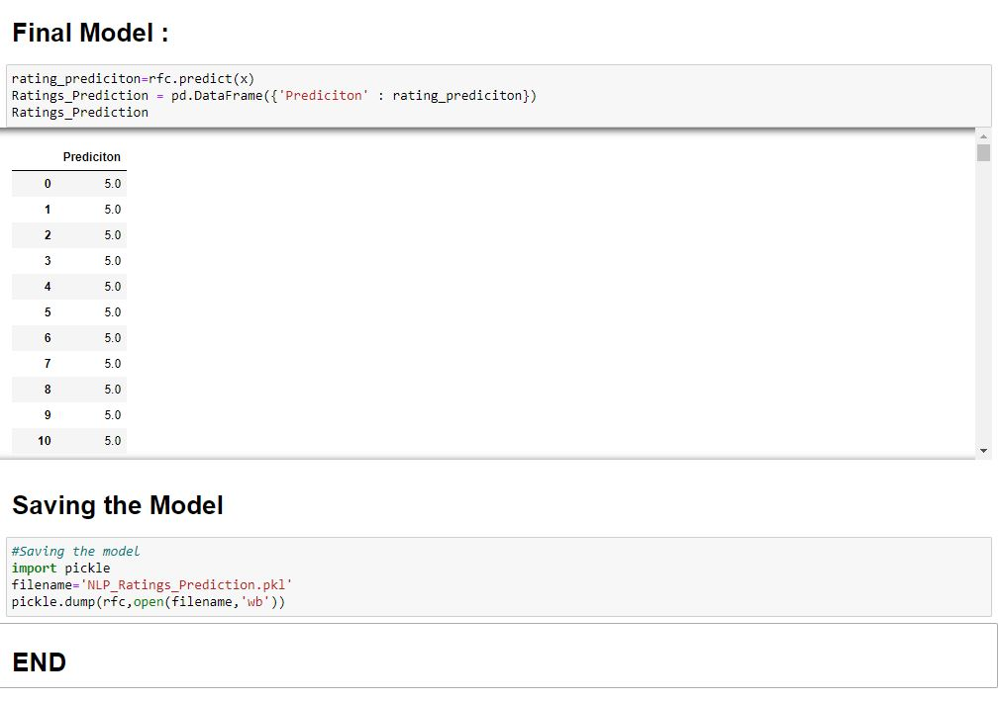 Final Model :
rating_prediciton=rfc.predict(x)
Ratings_Prediction = pd.DataFrame({'Prediciton' : rating_prediciton})
Ratings_Prediction
Prediciton
0 5.0
1 5.0
2 5.0
3 5.0
4 5.0
5 5.0
6 5.0
7 5.0
8 5.0
9 5.0
10 5.0
Saving the Model
#Saving the model
import pickle
filename='NLP_Ratings_Prediction.pkl'
pickle.dump(rfc,open(filename,'wb'))
END